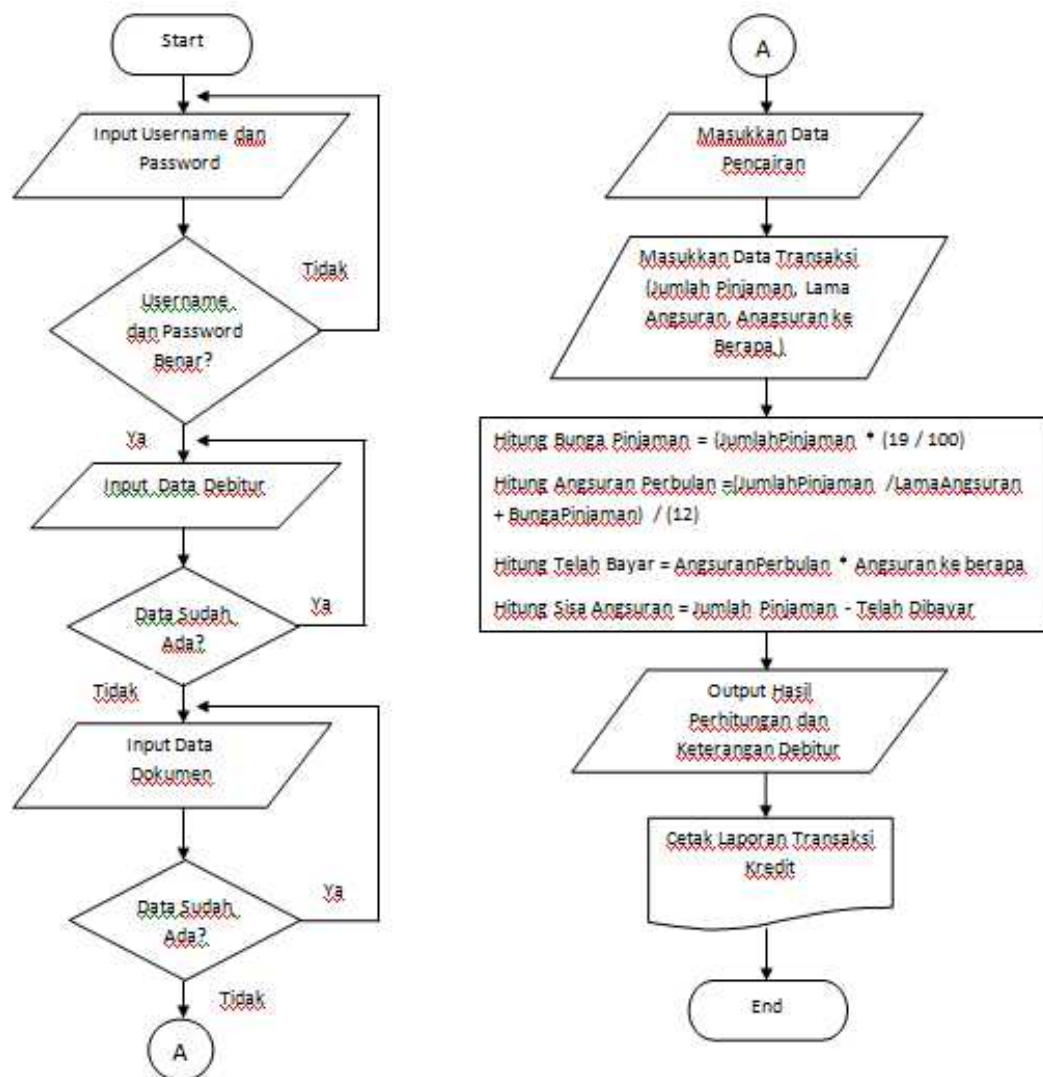 Start
Input Username dan
Password
Tidak
Username
dan Password
Benar?
Ya
Input Data Debitur
Data Sudah
Ada?
Ya
Tidak
Input Data
Dokumen
Data Sudah
Ada?
Ya
Tidak
A
A
Masukkan Data
Pencairan
Masukkan Data Transaksi
(Jumlah Pinjaman, Lama
Angsuran, Anagsuran ke
Berapa )
Hitung Bunga Pinjaman = (JumlahPinjaman * (19 / 100)
Hitung Angsuran Perbulan =(JumlahPinjaman /LamaAngsuran
+ BungaPinjaman) / (12)
Hitung Telah Bayar = AngsuranPerbulan * Angsuran ke berapa
Hitung Sisa Angsuran = Jumlah Pinjaman - Telah Dibayar
Output Hasil
Perhitungan dan
Keterangan Debitur
Cetak Laporan Transaksi
Kredit
End